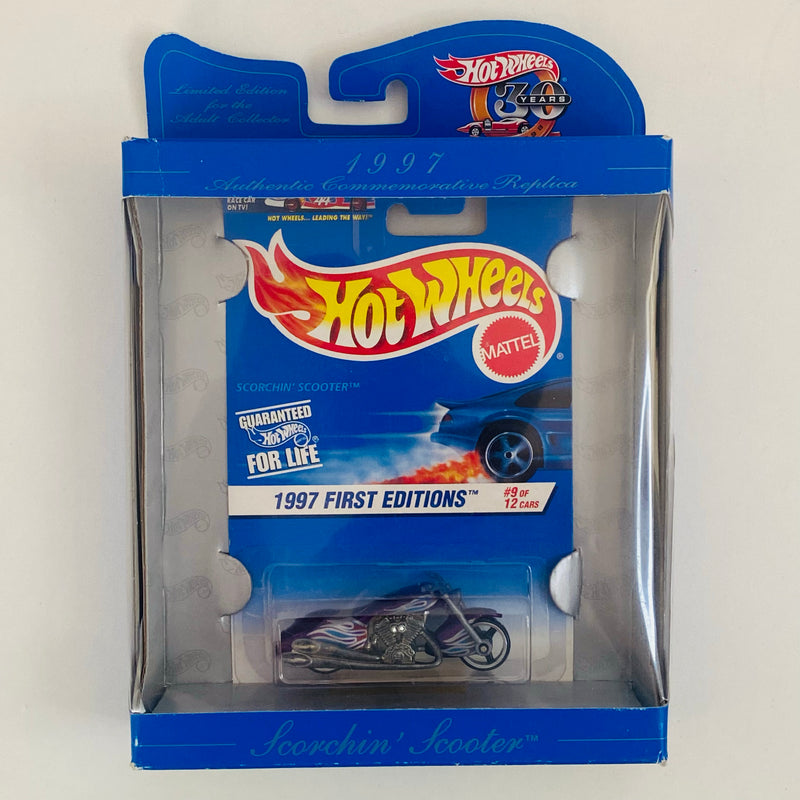 Limited Edition
for the
Adult Collector
HOT WHEELS ®
30
YEARS
1997
Authentic Commemorative Replica
RACE CAR
ON TV!
44
HOT WHEELS... LEADING THE WAY!™
HOT WHEELS
MATTEL ®
SCORCHIN' SCOOTER™
GUARANTEED
HOT WHEELS ®
FOR LIFE
1997 FIRST EDITIONS™
#9 OF
12 CARS
Scorchin' Scooter™